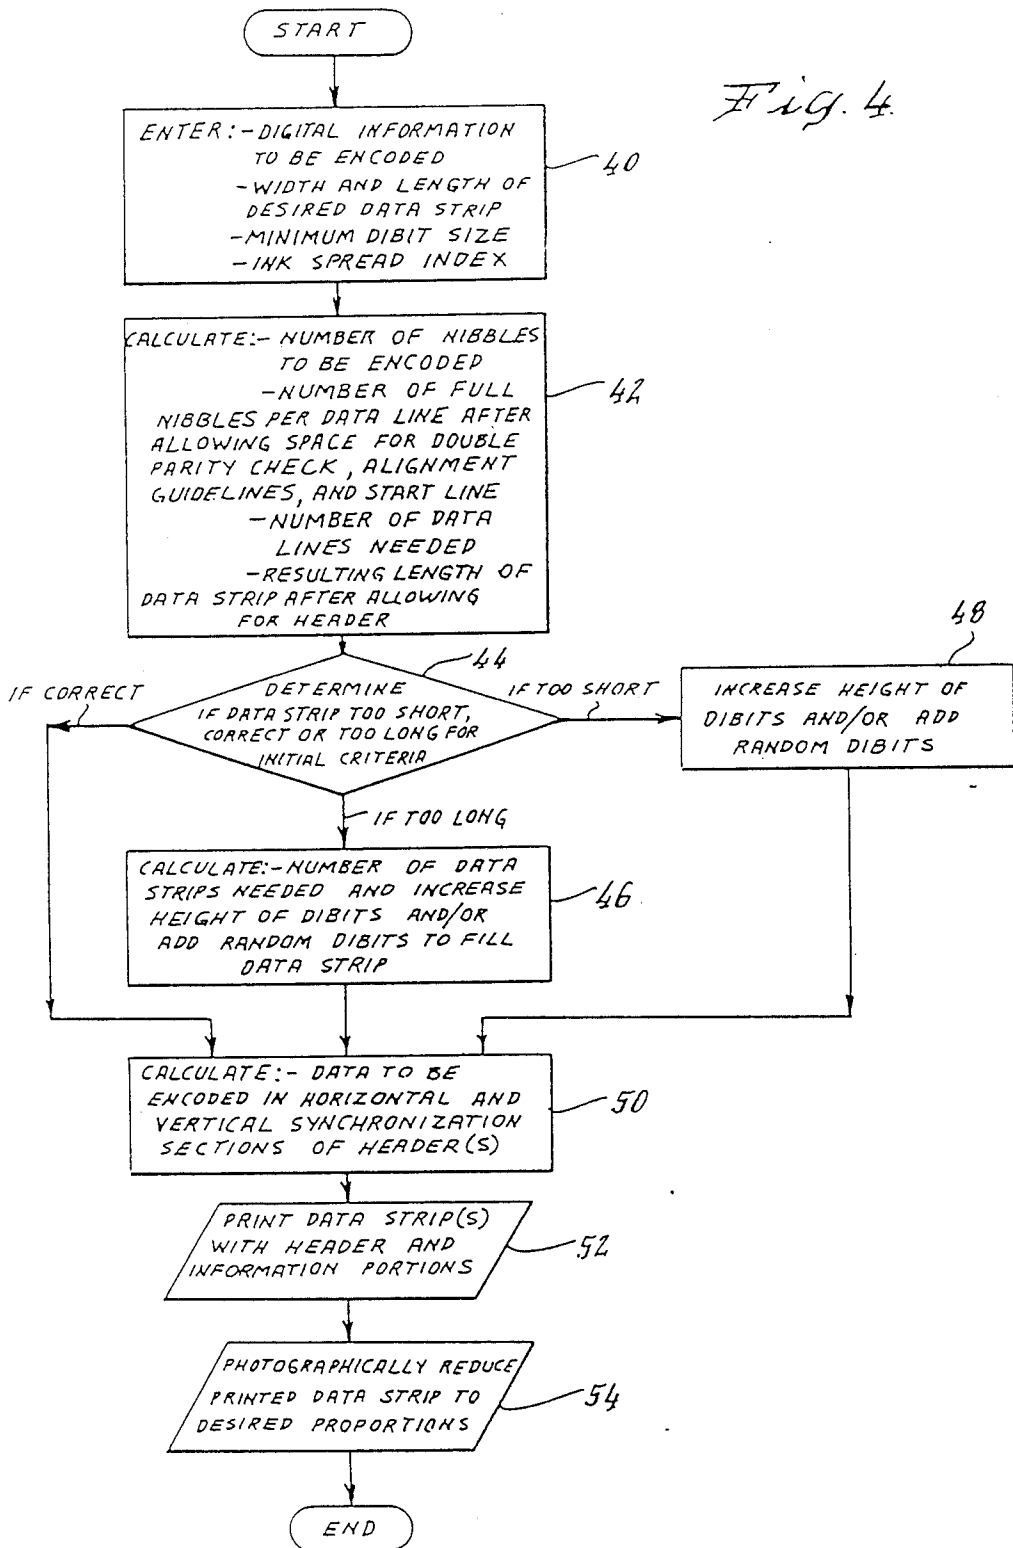 START
Fig. 4.
ENTER:-DIGITAL INFORMATION
TO BE ENCODED
-WIDTH AND LENGTH OF
DESIRED DATA STRIP
-MINIMUM DIBIT SIZE
-INK SPREAD INDEX
40
CALCULATE:- NUMBER OF NIBBLES
TO BE ENCODED
-NUMBER OF FULL
NIBBLES PER DATA LINE AFTER
ALLOWING SPACE FOR DOUBLE
PARITY CHECK, ALIGNMENT
GUIDELINES, AND START LINE
-NUMBER OF DATA
LINES NEEDED
-RESULTING LENGTH OF
DATA STRIP AFTER ALLOWING
FOR HEADER
42
44
DETERMINE
IF DATA STRIP TOO SHORT,
CORRECT OR TOO LONG FOR
INITIAL CRITERIA
IF CORRECT
IF TOO SHORT
48
INCREASE HEIGHT OF
DIBITS AND/OR ADD
RANDOM DIBITS
IF TOO LONG
CALCULATE:-NUMBER OF DATA
STRIPS NEEDED AND INCREASE
HEIGHT OF DIBITS AND/OR
ADD RANDOM DIBITS TO FILL
DATA STRIP
46
CALCULATE:- DATA TO BE
ENCODED IN HORIZONTAL AND
VERTICAL SYNCHRONIZATION
SECTIONS OF HEADER(S)
50
PRINT DATA STRIP(S)
WITH HEADER AND
INFORMATION PORTIONS
52
PHOTOGRAPHICALLY REDUCE
PRINTED DATA STRIP TO
DESIRED PROPORTIONS
54
END